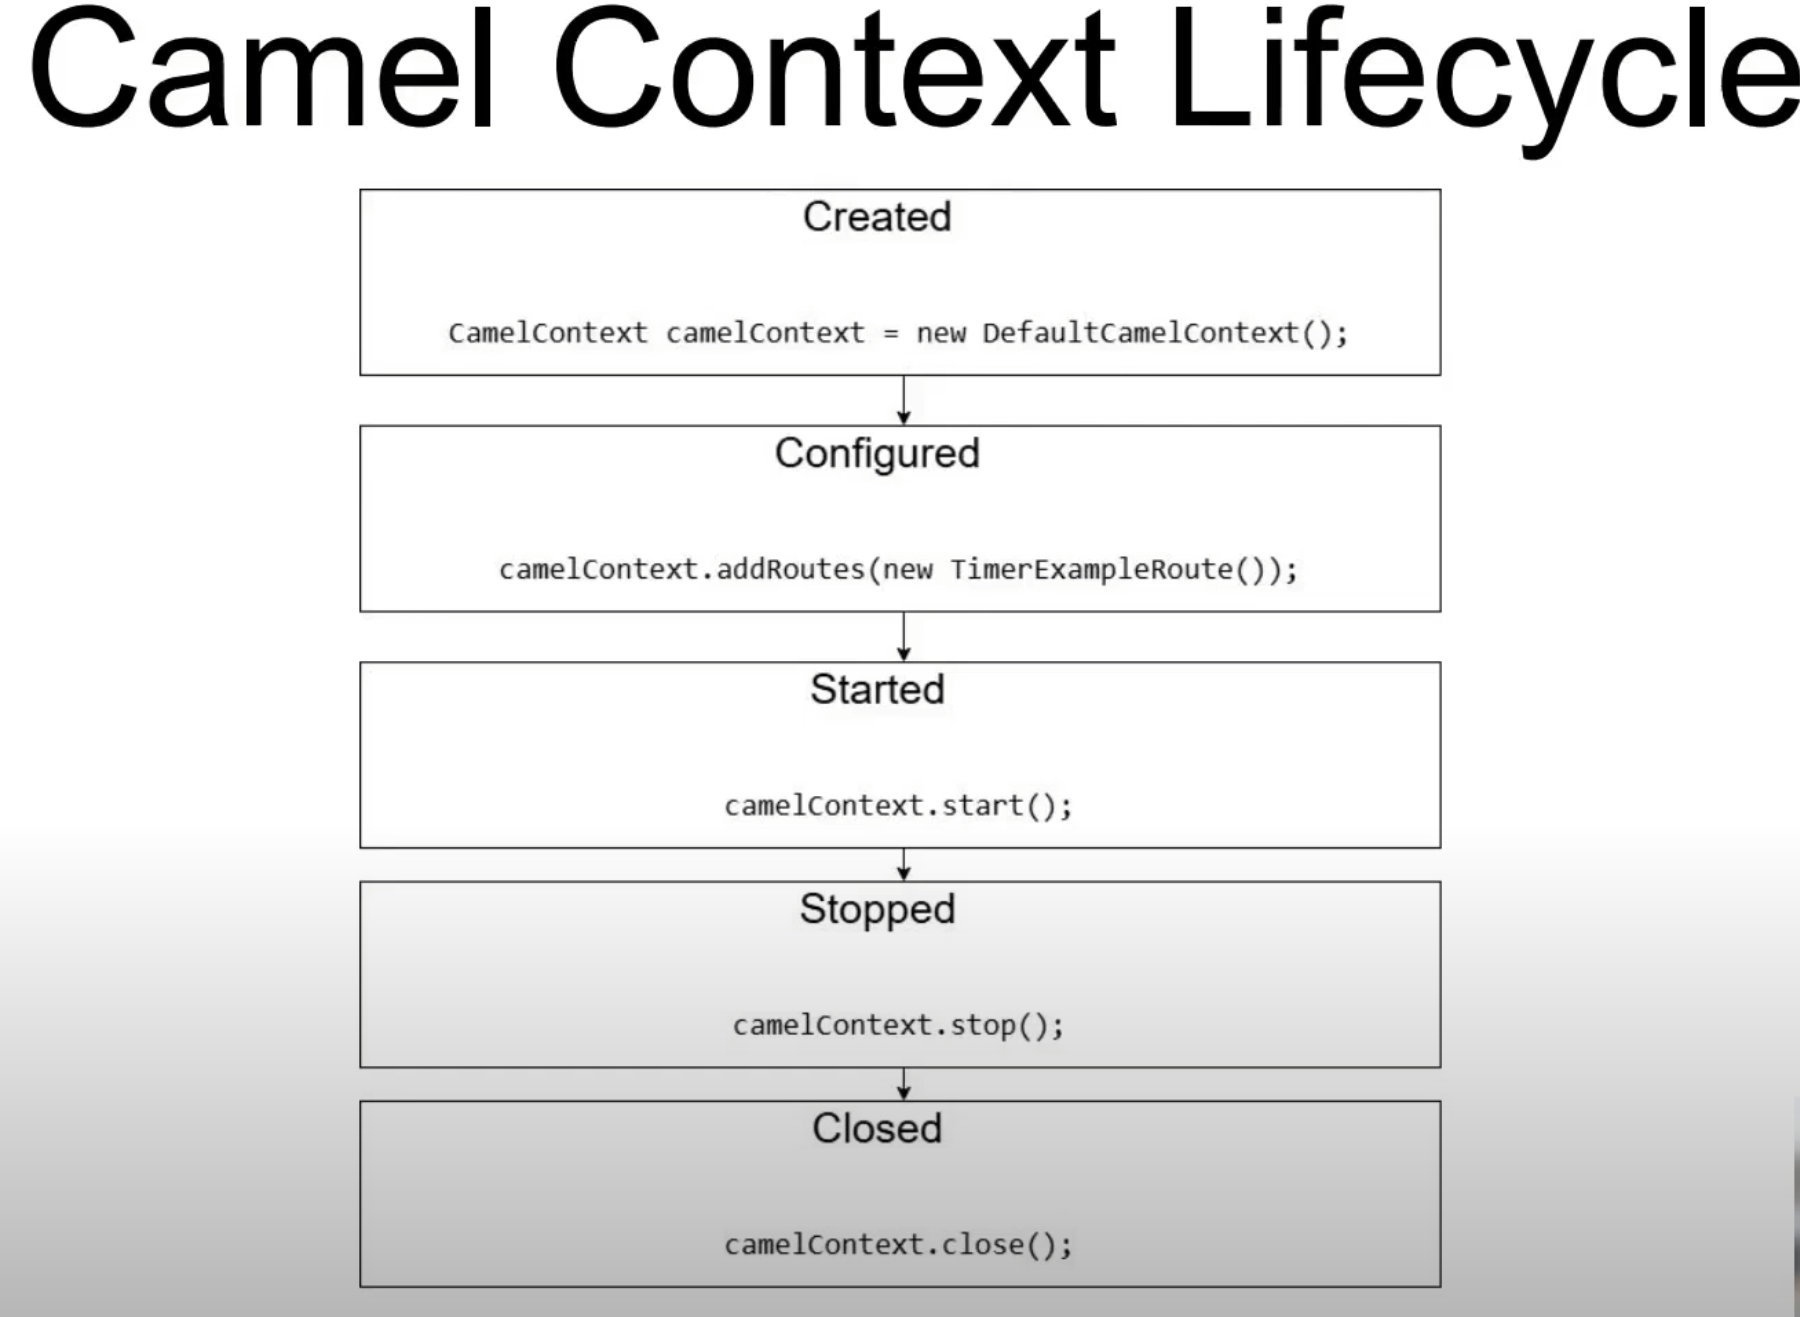 Camel Context Lifecycle
Created
CamelContext camelContext = new DefaultCamelContext();
Configured
camelContext.addRoutes(new TimerExampleRoute());
Started
camelContext.start();
Stopped
camelContext.stop();
Closed
camelContext.close();